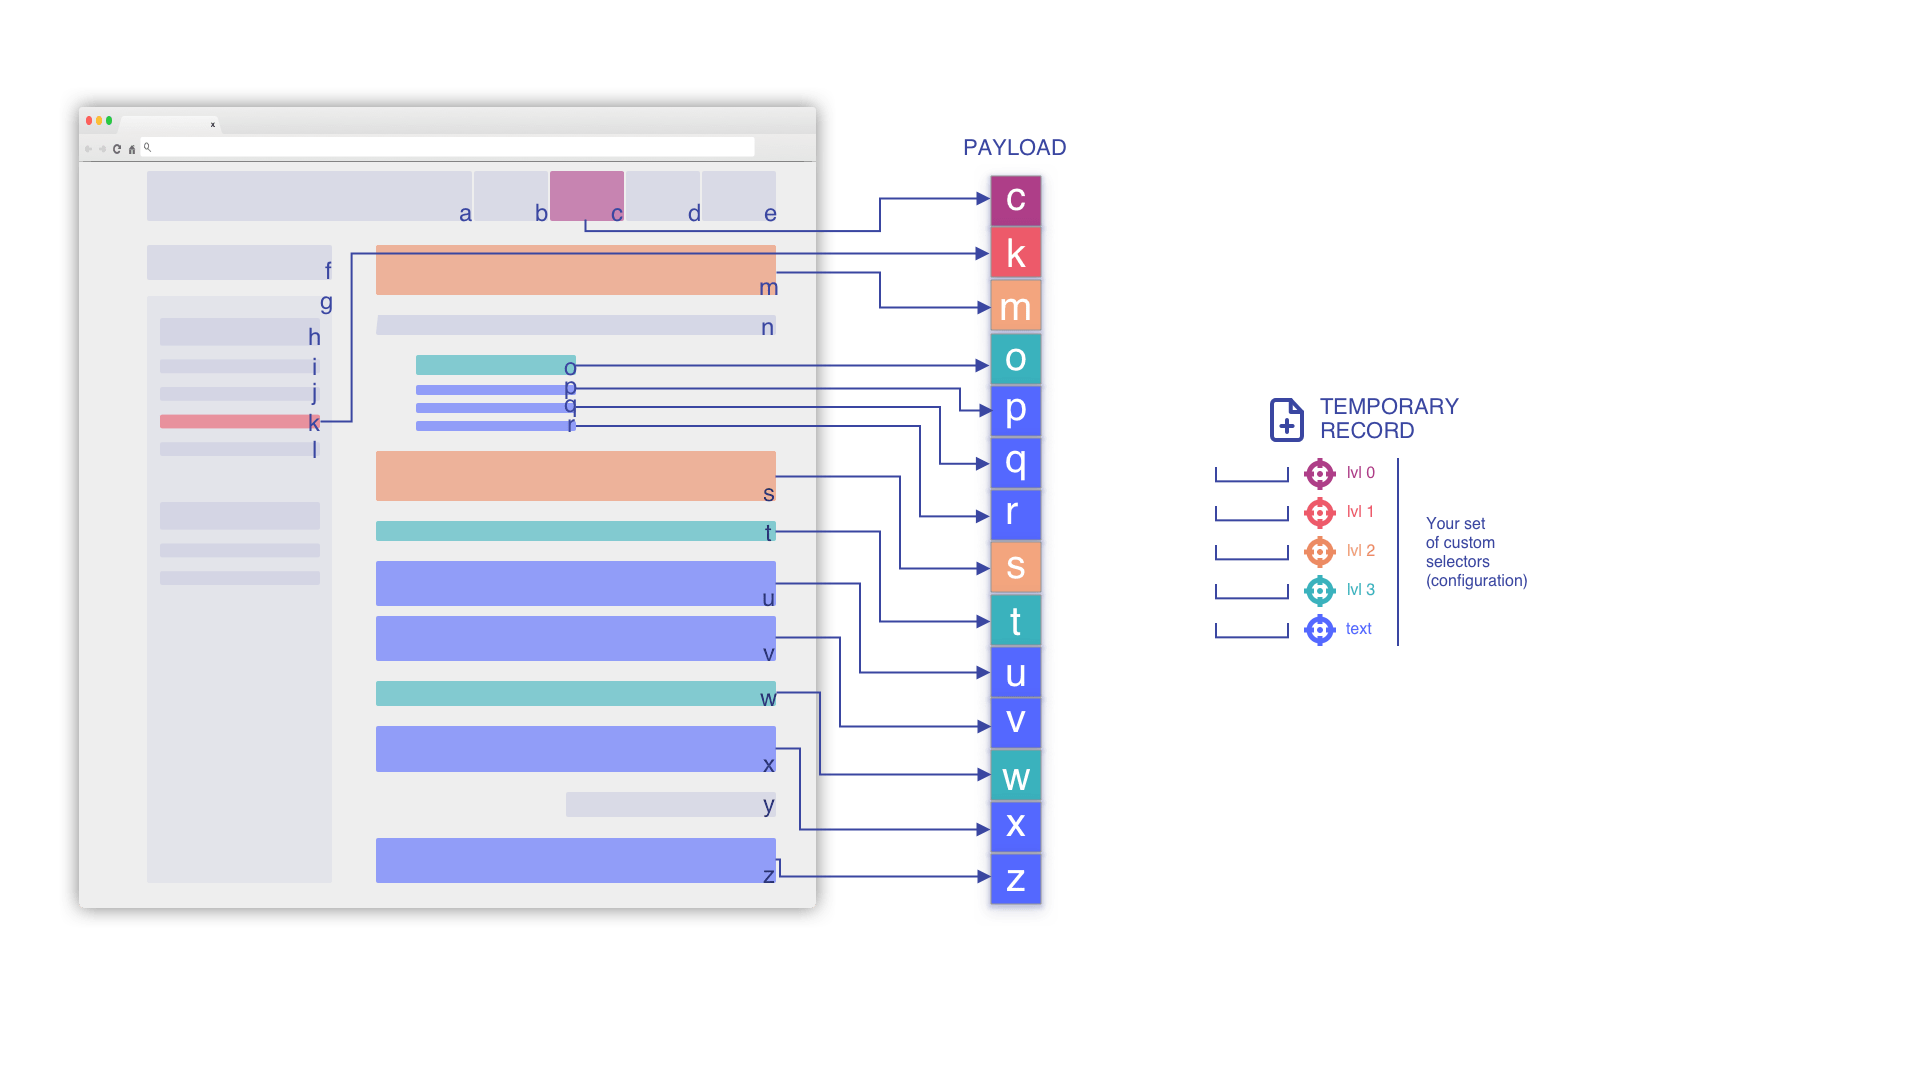 x
a
b
c
d
e
f
g
h
i
j
k
l
m
n
o
p
q
r
s
t
u
v
w
x
y
z
PAYLOAD
c
k
m
o
p
q
r
s
t
u
v
w
x
z
TEMPORARY
RECORD
lvl 0
lvl 1
lvl 2
lvl 3
text
Your set
of custom
selectors
(configuration)